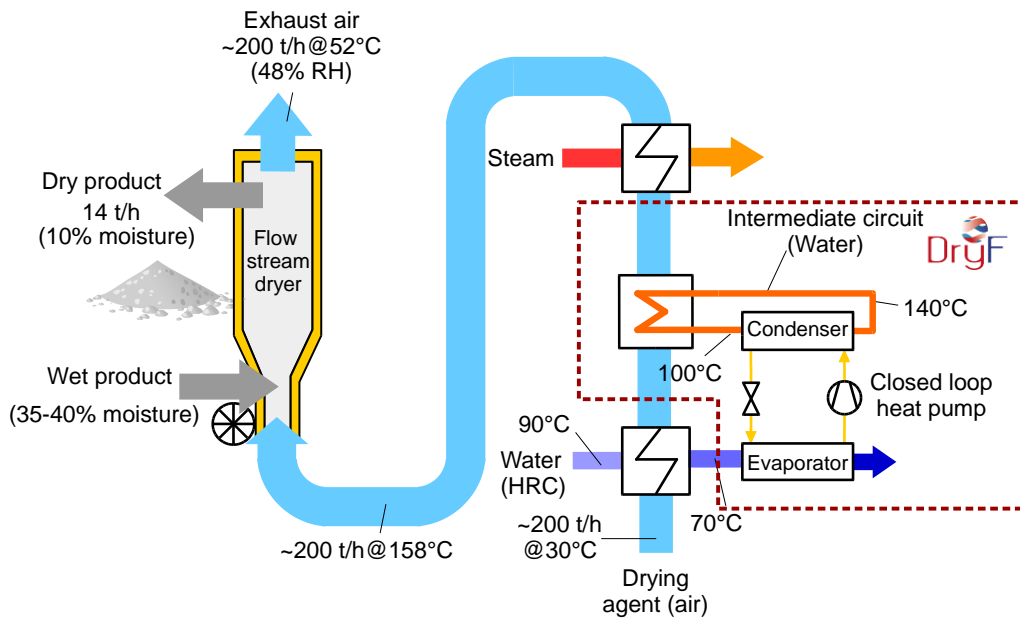 Exhaust air
~200 t/h@52°C
(48% RH)
Dry product
14 t/h
(10% moisture)
Flow
stream
dryer
Wet product
(35-40% moisture)
~200 t/h@158°C
Steam
Intermediate circuit
(Water)
DryF
140°C
Condenser
100°C
Closed loop
heat pump
90°C
Water
(HRC)
Evaporator
70°C
~200 t/h
@30°C
Drying
agent (air)